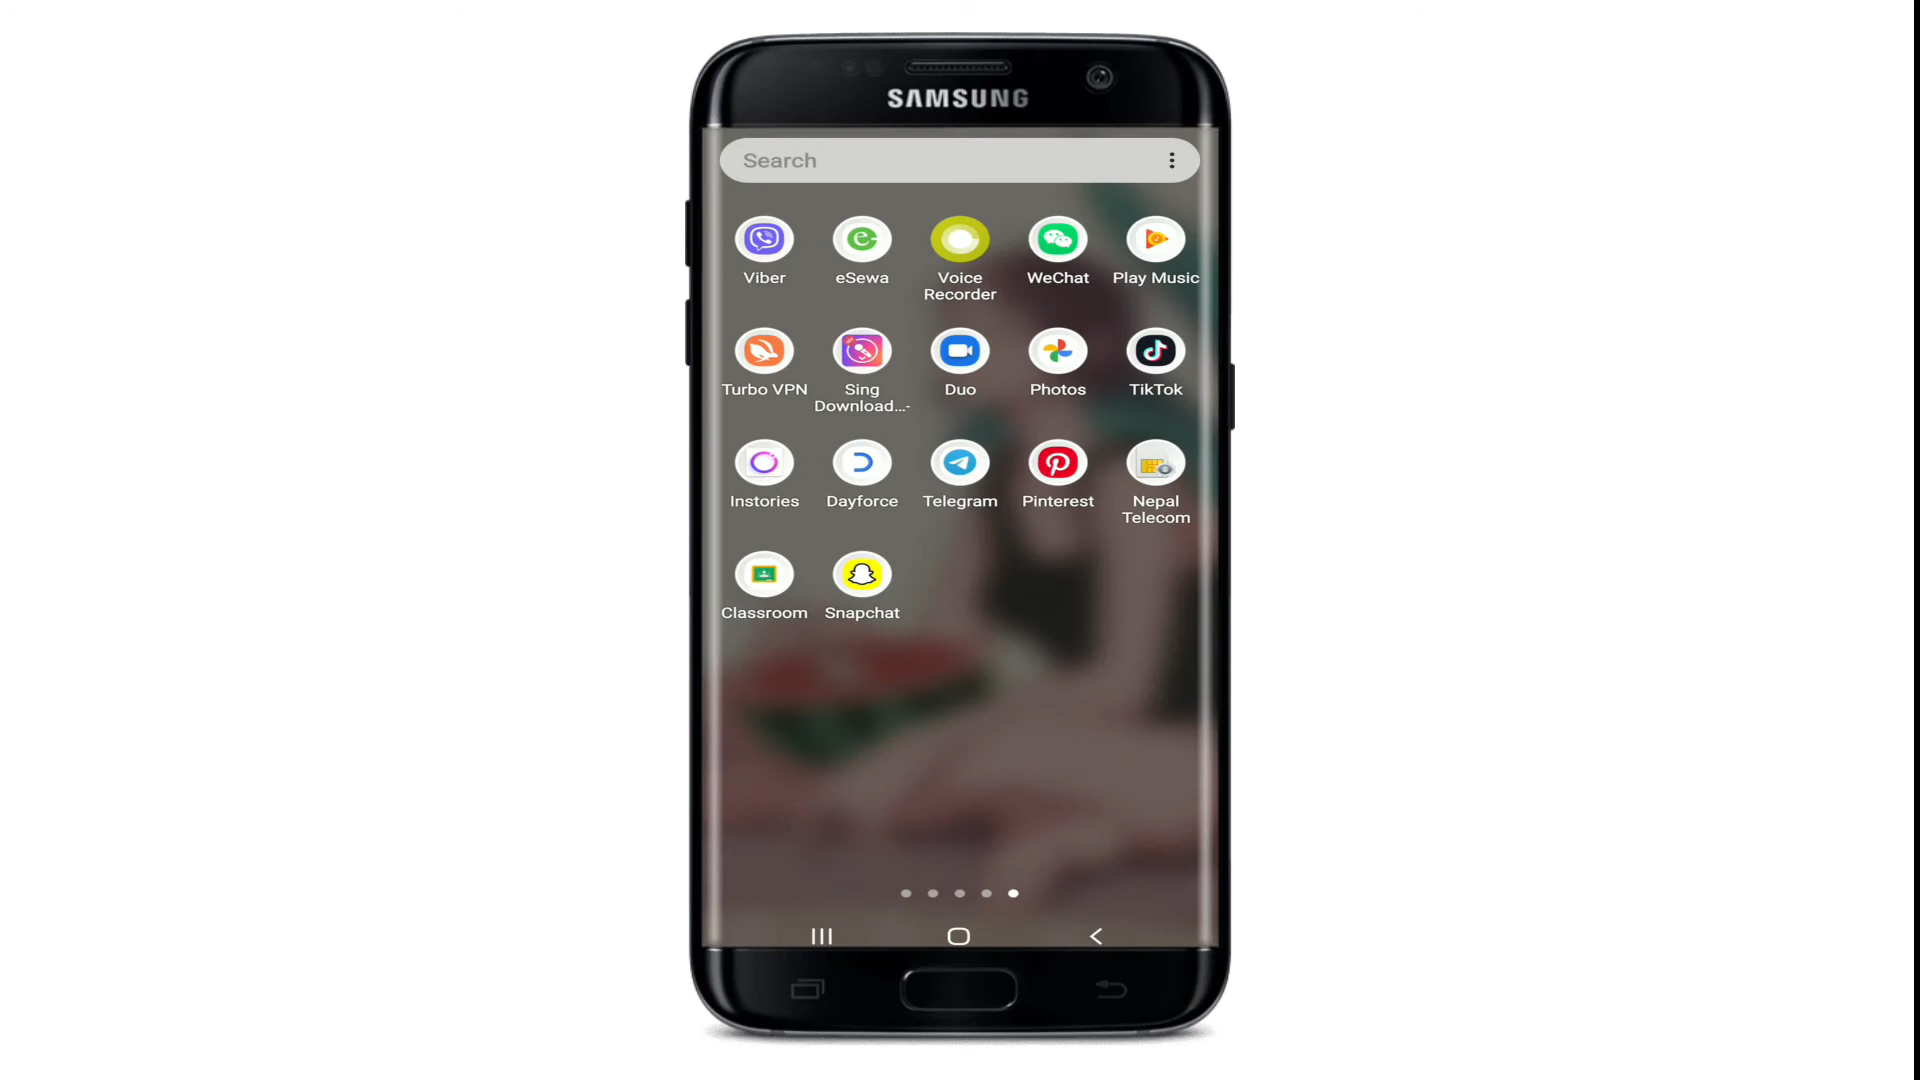 SAMSUNG
Search
Viber
eSewa
Voice
Recorder
WeChat
Play Music
Turbo VPN
Sing
Download...-
Duo
Photos
TikTok
Instories
Dayforce
Telegram
Pinterest
Nepal
Telecom
Classroom
Snapchat